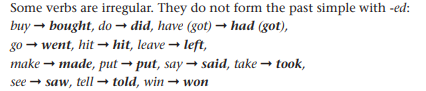 Some verbs are irregular. They do not form the past simple with -ed:
buy → bought, do → did, have (got) → had (got),
go → went, hit → hit, leave → left,
make → made, put → put, say → said, take → took,
see → saw, tell → told, win → won